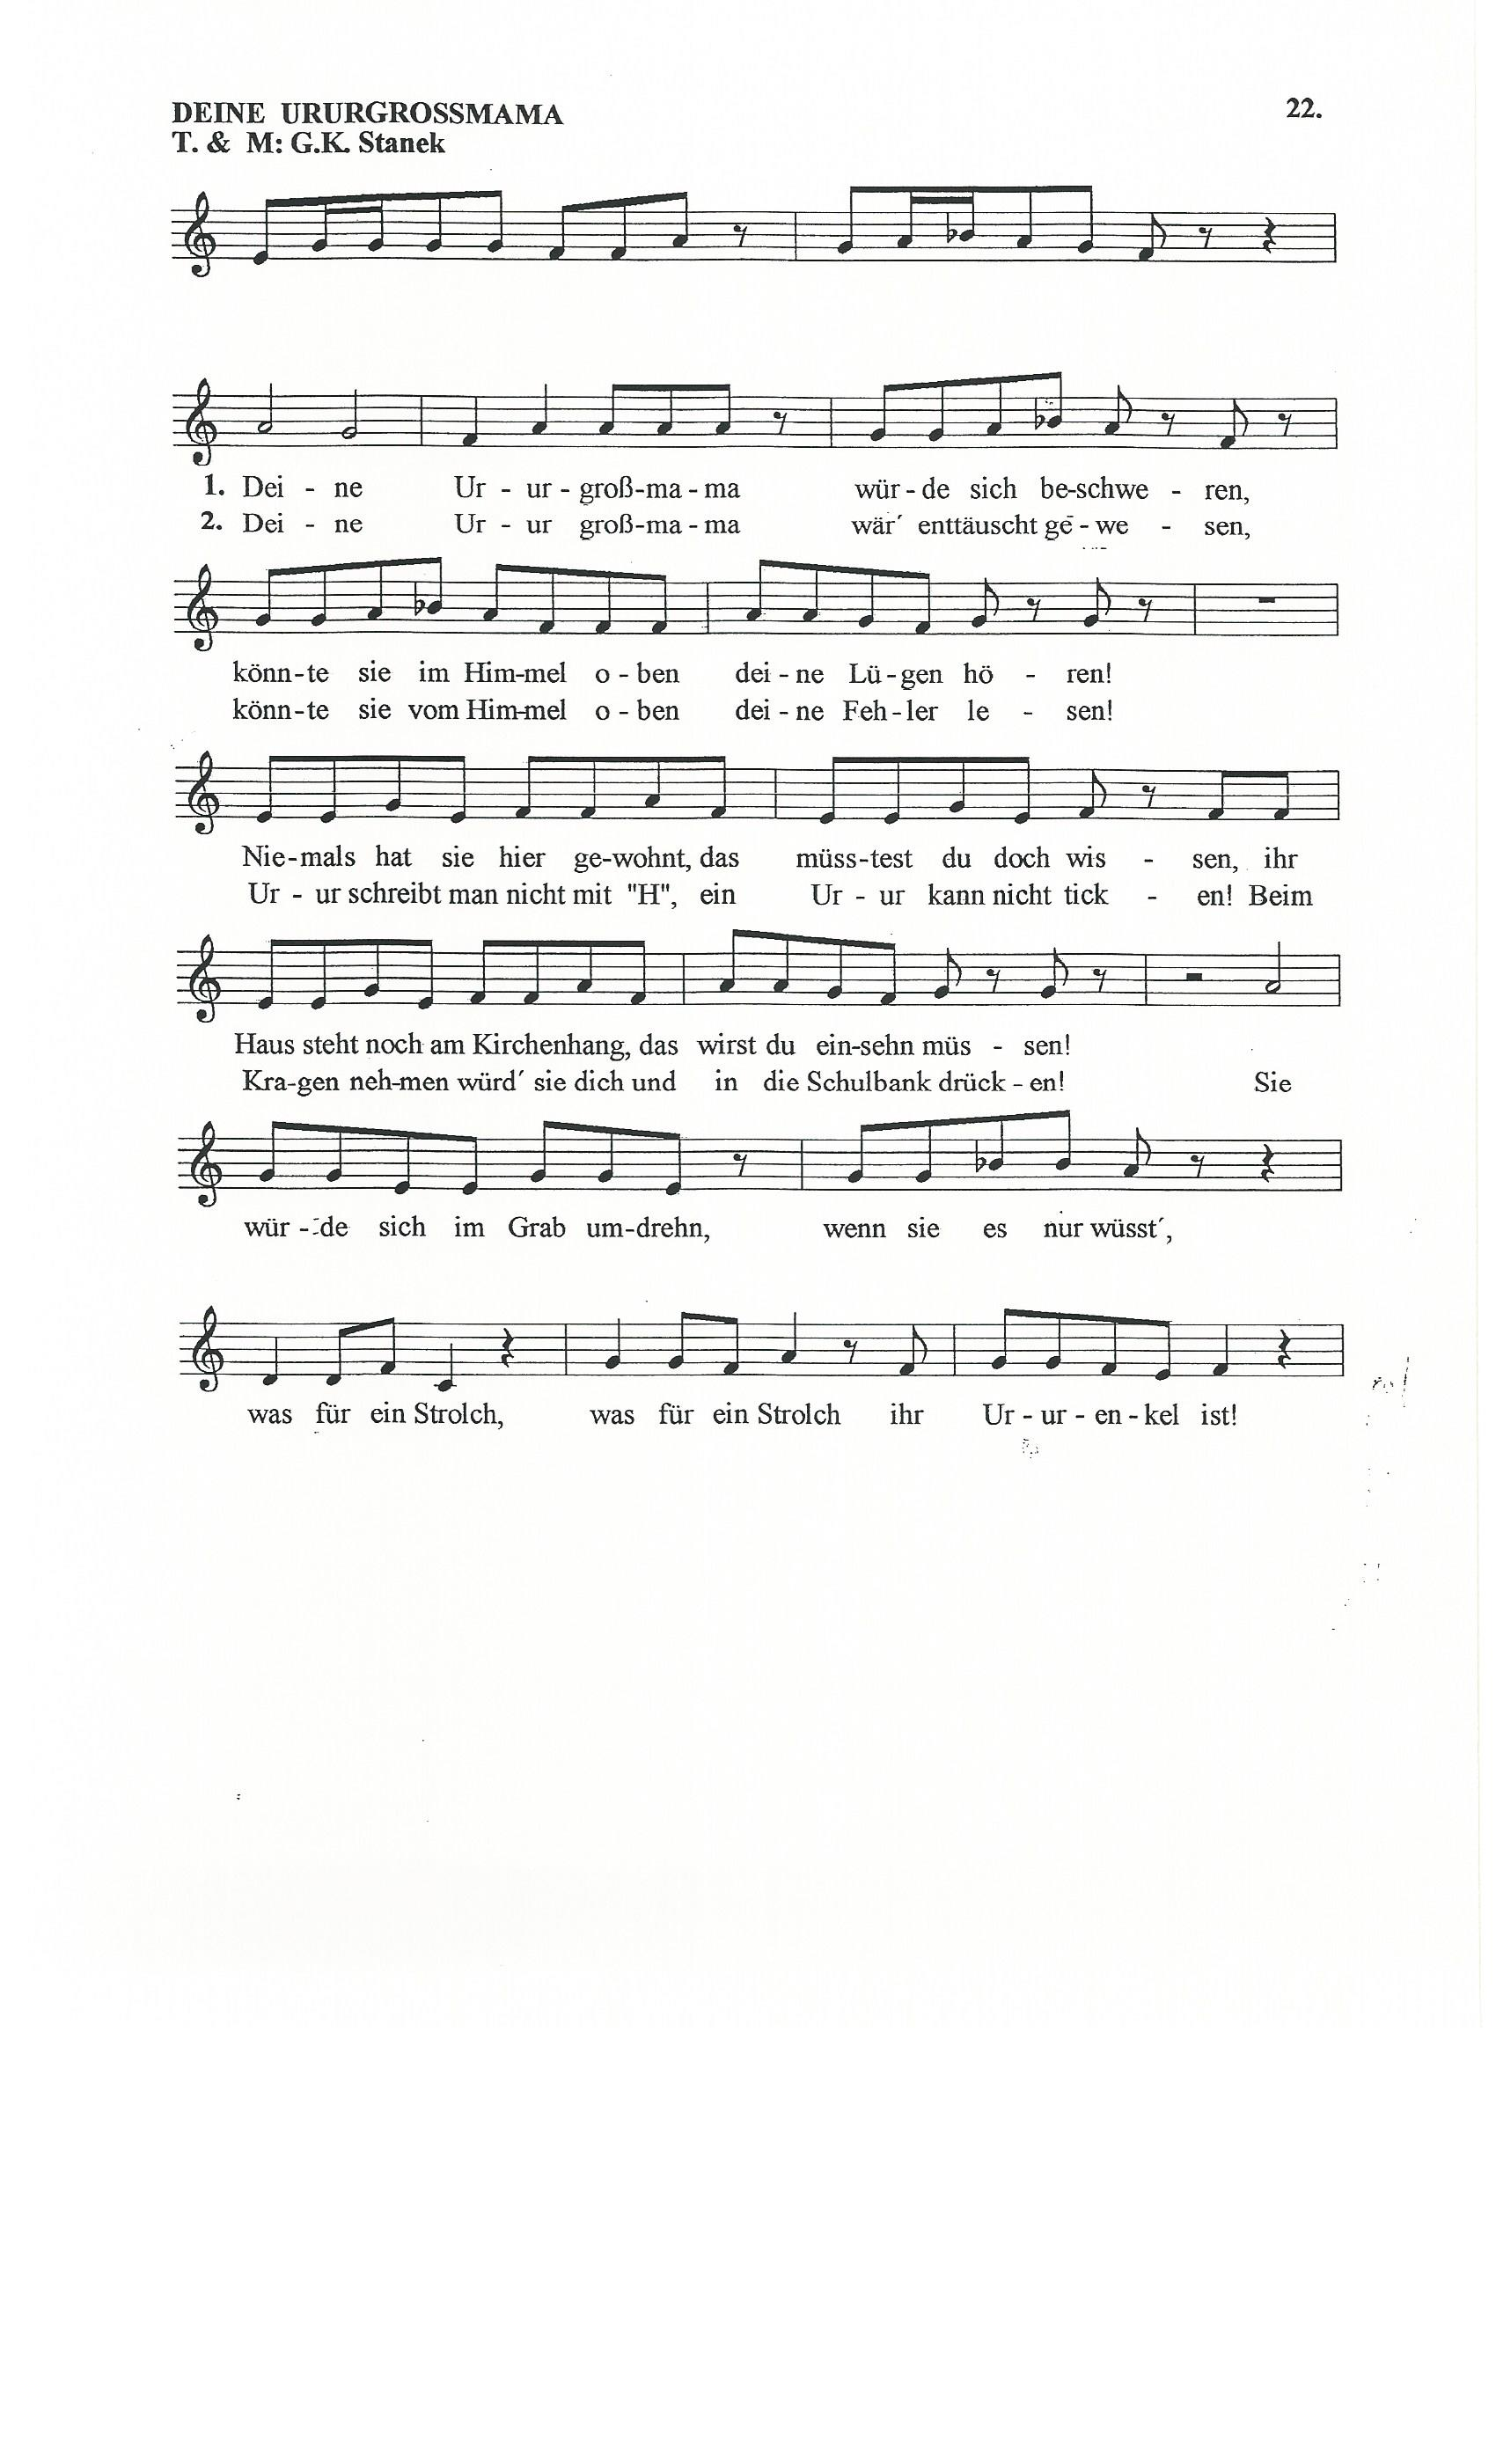 DEINE URURGROSSMAMA 22.
T. & M: G.K. Stanek
1. Dei - ne Ur - ur - groß-ma - ma wür - de sich be-schwe - ren,
2. Dei - ne Ur - ur groß-ma - ma wär´ enttäuscht ge - we - sen,
könn-te sie im Him-mel o - ben dei - ne Lü - gen hö - ren!
könn-te sie vom Him-mel o - ben dei - ne Feh - ler le - sen!
Nie-mals hat sie hier ge-wohnt, das müss-test du doch wis - sen, ihr
Ur - ur schreibt man nicht mit "H", ein Ur - ur kann nicht tick - en! Beim
Haus steht noch am Kirchenhang, das wirst du ein-sehn müs - sen!
Kra-gen neh-men würd´ sie dich und in die Schulbank drück - en! Sie
wür - de sich im Grab um-drehn, wenn sie es nur wüsst´,
was für ein Strolch, was für ein Strolch ihr Ur - ur - en - kel ist!